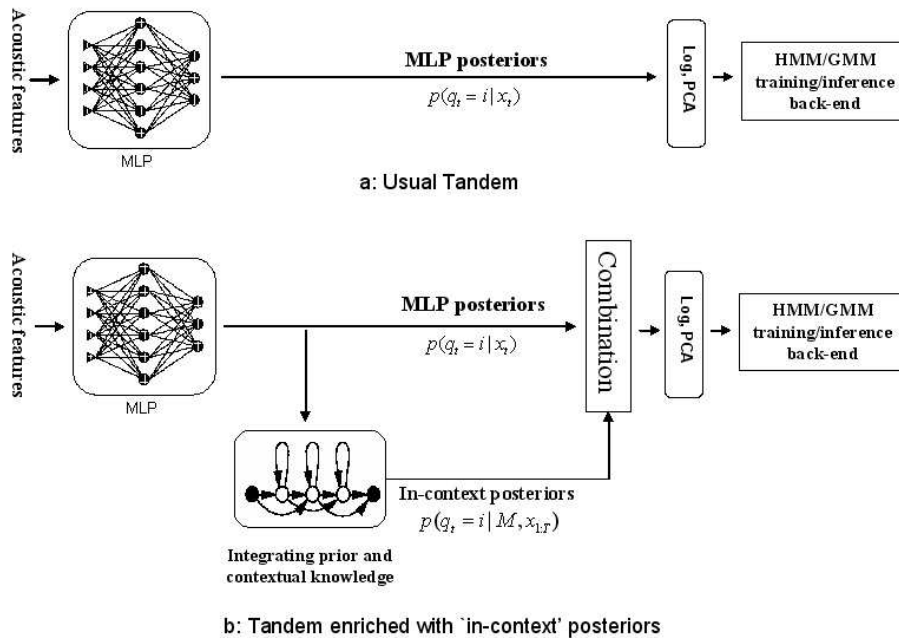 Acoustic features
MLP
MLP posteriors
p(q_t = i | x_t)
Log, PCA
HMM/GMM
training/inference
back-end
a: Usual Tandem
Acoustic features
MLP
MLP posteriors
p(q_t = i | x_t)
Combination
Log, PCA
HMM/GMM
training/inference
back-end
In-context posteriors
p(q_t = i | M, x_{1:T})
Integrating prior and
contextual knowledge
b: Tandem enriched with `in-context' posteriors